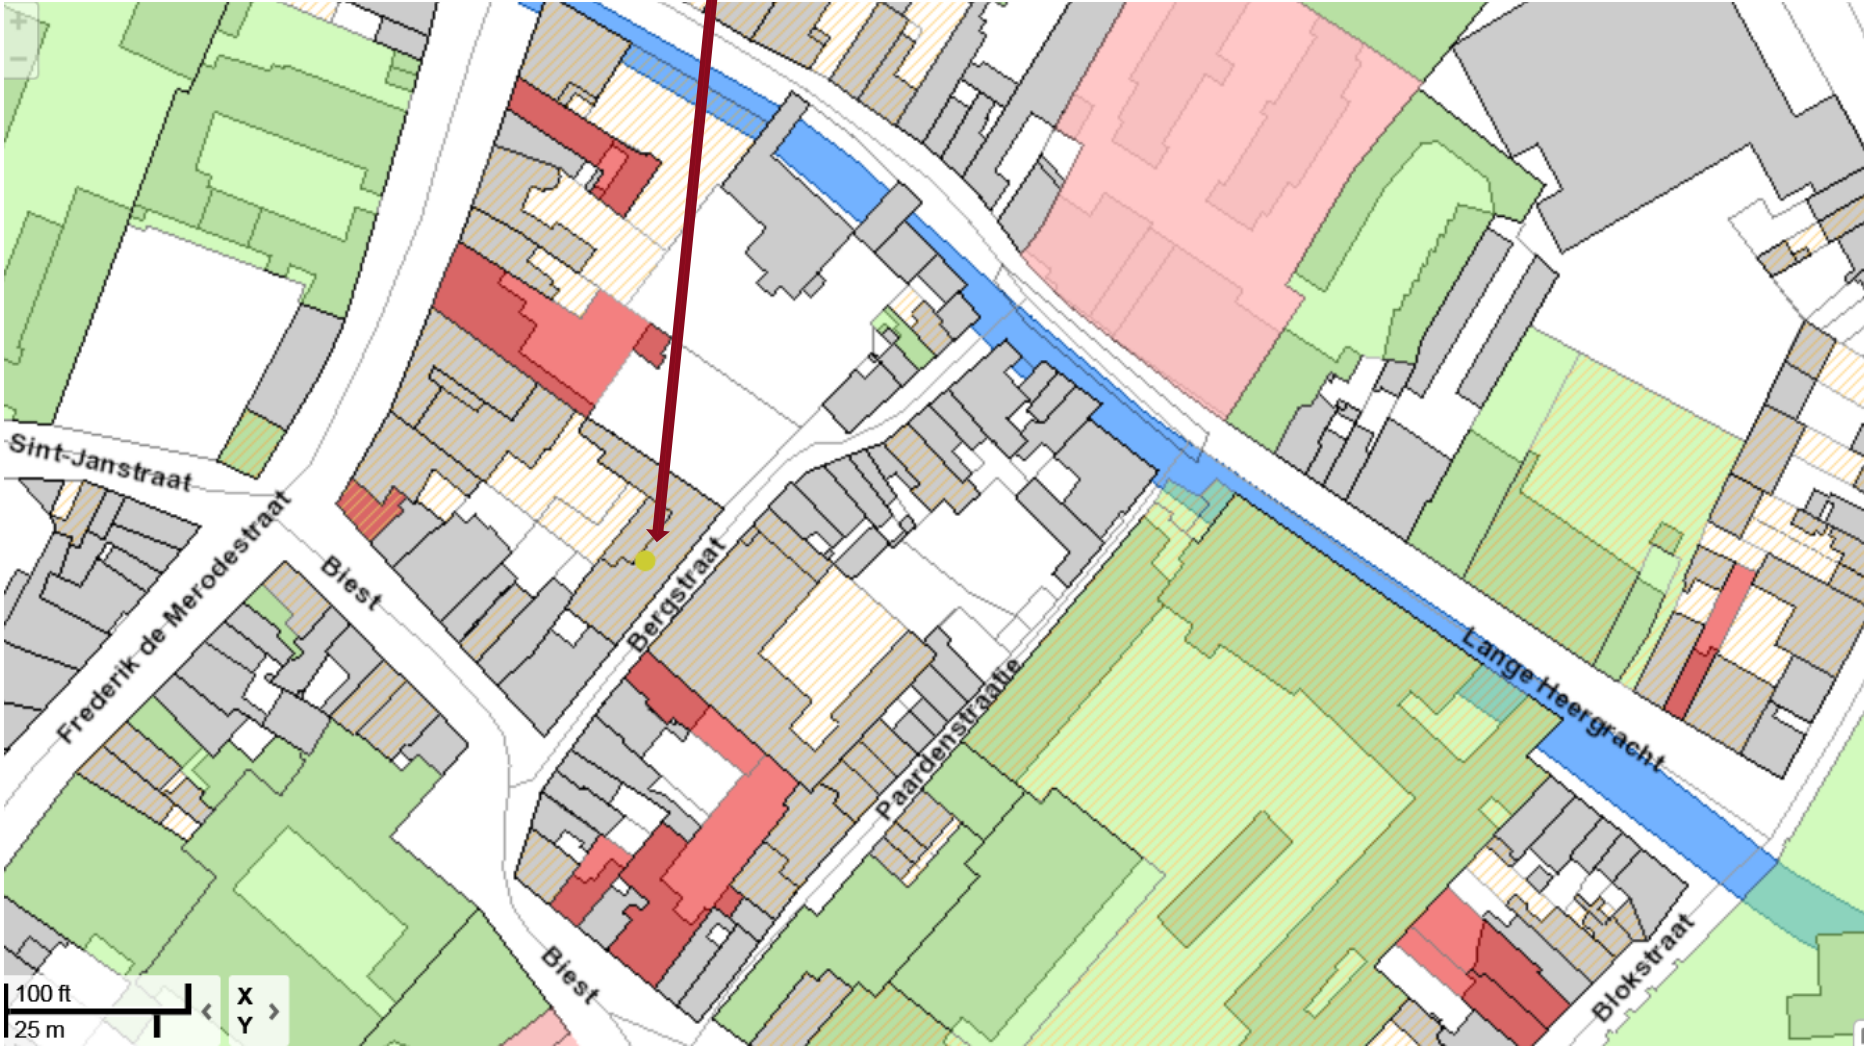 +
−
Sint-Janstraat
Frederik de Merodestraat
Biest
Bergstraat
Paardenstraatje
Lange Heergracht
Biest
Blokstraat
100 ft
25 m
‹
X
Y
›